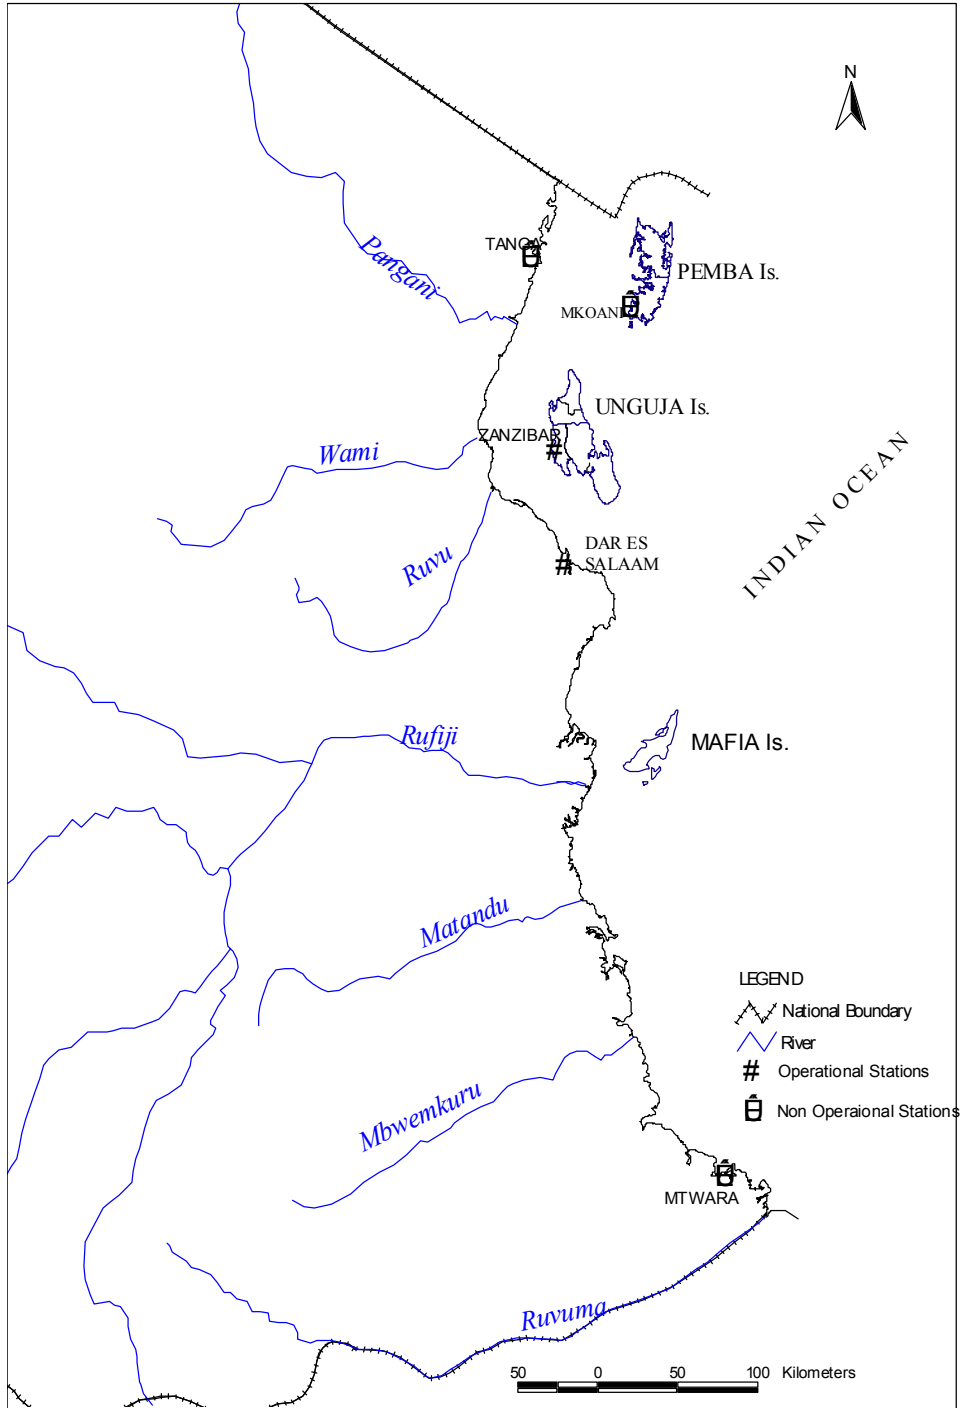 N
TANGA
Pangani
PEMBA Is.
MKOANI
UNGUJA Is.
ZANZIBAR
Wami
INDIAN OCEAN
DAR ES
SALAAM
Ruvu
Rufiji
MAFIA Is.
Matandu
LEGEND
National Boundary
River
Operational Stations
Non Operaional Stations
Mbwemkuru
MTWARA
Ruvuma
50 0 50 100 Kilometers